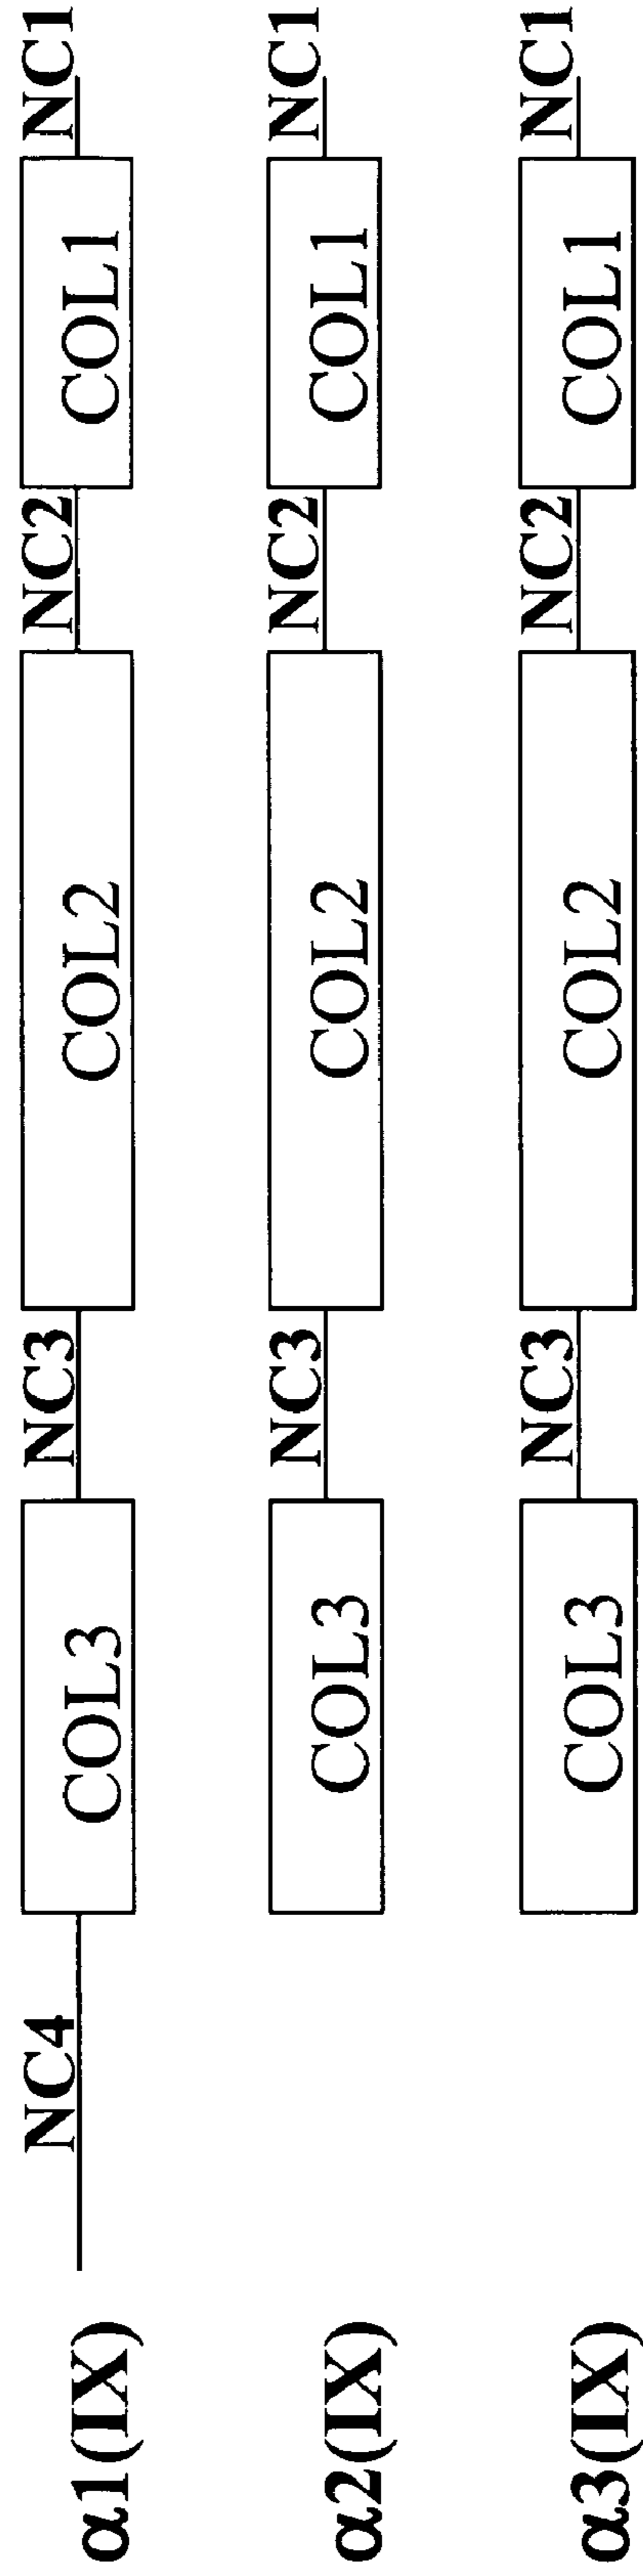 α1(IX) NC4 COL3 NC3 COL2 NC2 COL1 NC1
α2(IX) COL3 NC3 COL2 NC2 COL1 NC1
α3(IX) COL3 NC3 COL2 NC2 COL1 NC1